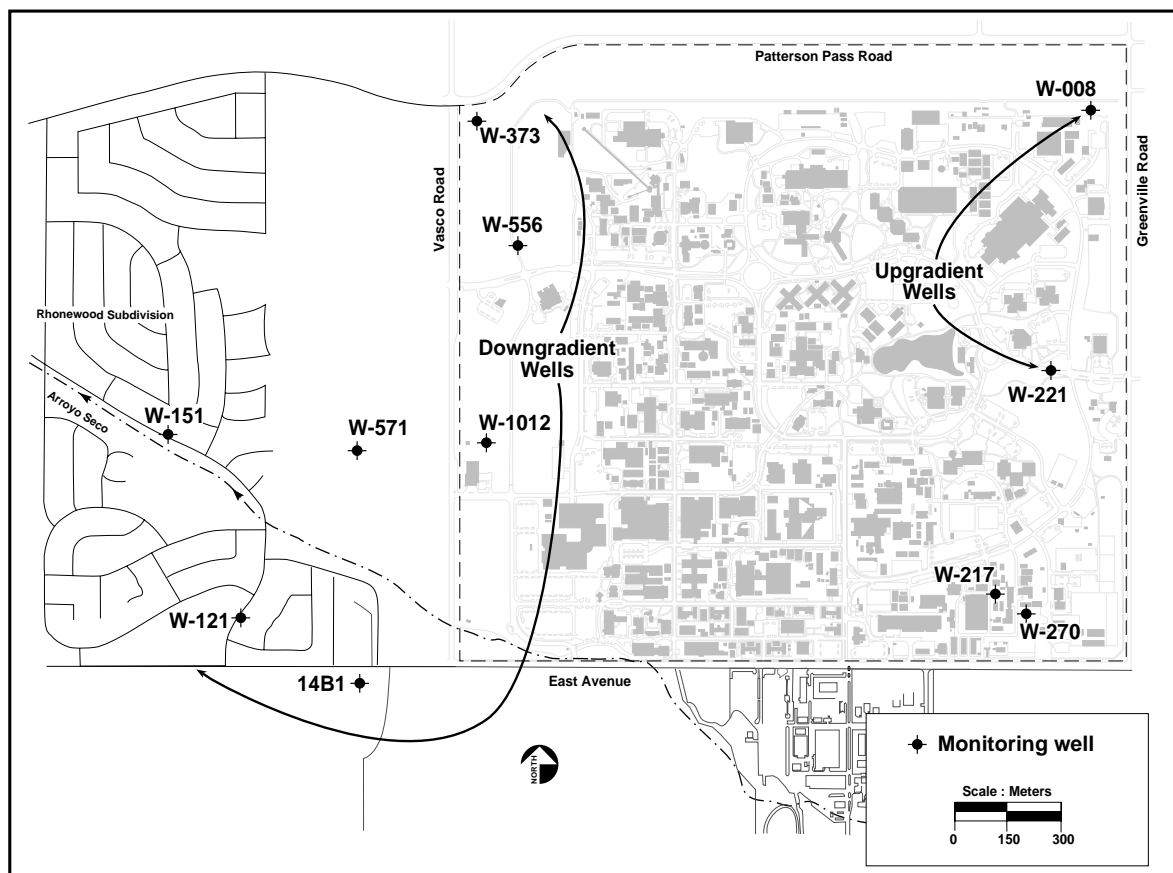 Patterson Pass Road
W-008
W-373
Vasco Road
Greenville Road
W-556
Upgradient
Wells
Rhonewood Subdivision
Downgradient
Wells
W-221
Arroyo Seco
W-151
W-571
W-1012
W-217
W-121
W-270
14B1
East Avenue
NORTH
Monitoring well
Scale : Meters
0 150 300